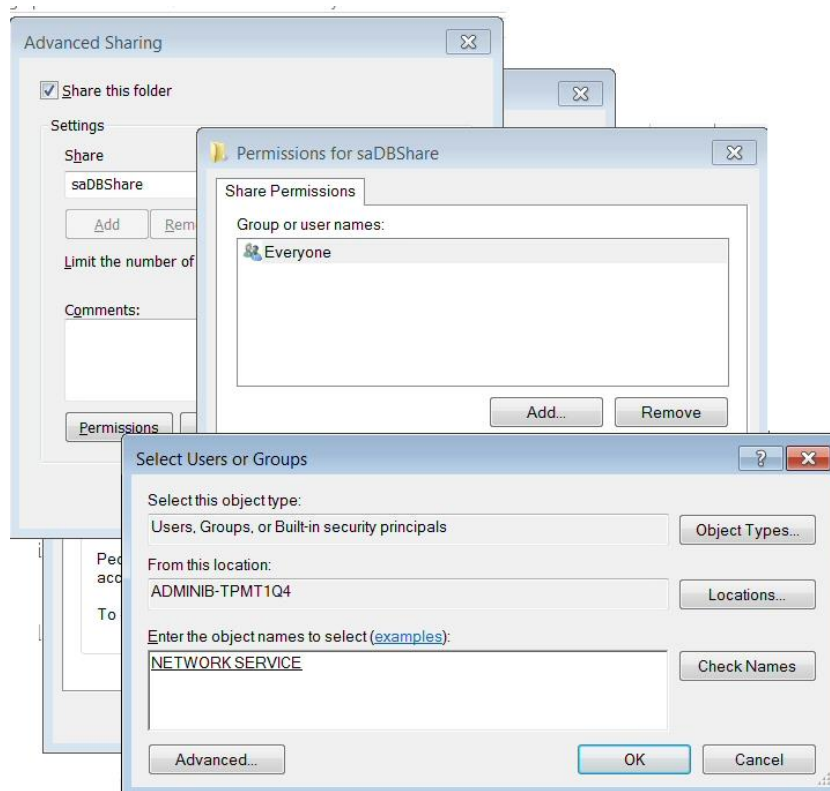 Advanced Sharing
Share this folder
Settings
Share
saDBShare
Add
Limit the number of
Comments:
Permissions
Permissions for saDBShare
Share Permissions
Group or user names:
Everyone
Add... Remove
Select Users or Groups
Select this object type:
Users, Groups, or Built-in security principals
Object Types...
From this location:
ADMINIB-TPMT1Q4
Locations...
Enter the object names to select (examples):
NETWORK SERVICE
Check Names
Advanced...
OK Cancel
To